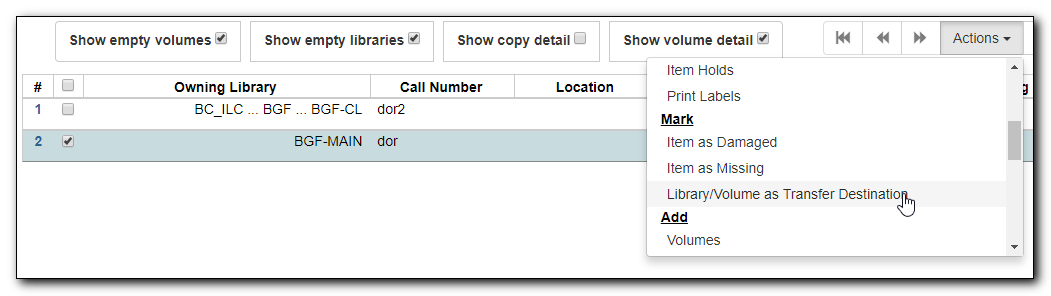 Show empty volumes Show empty libraries Show copy detail Show volume detail Actions
# Owning Library Call Number Location g
1 BC_ILC ... BGF ... BGF-CL dor2
2 BGF-MAIN dor
Item Holds
Print Labels
Mark
Item as Damaged
Item as Missing
Library/Volume as Transfer Destination
Add
Volumes